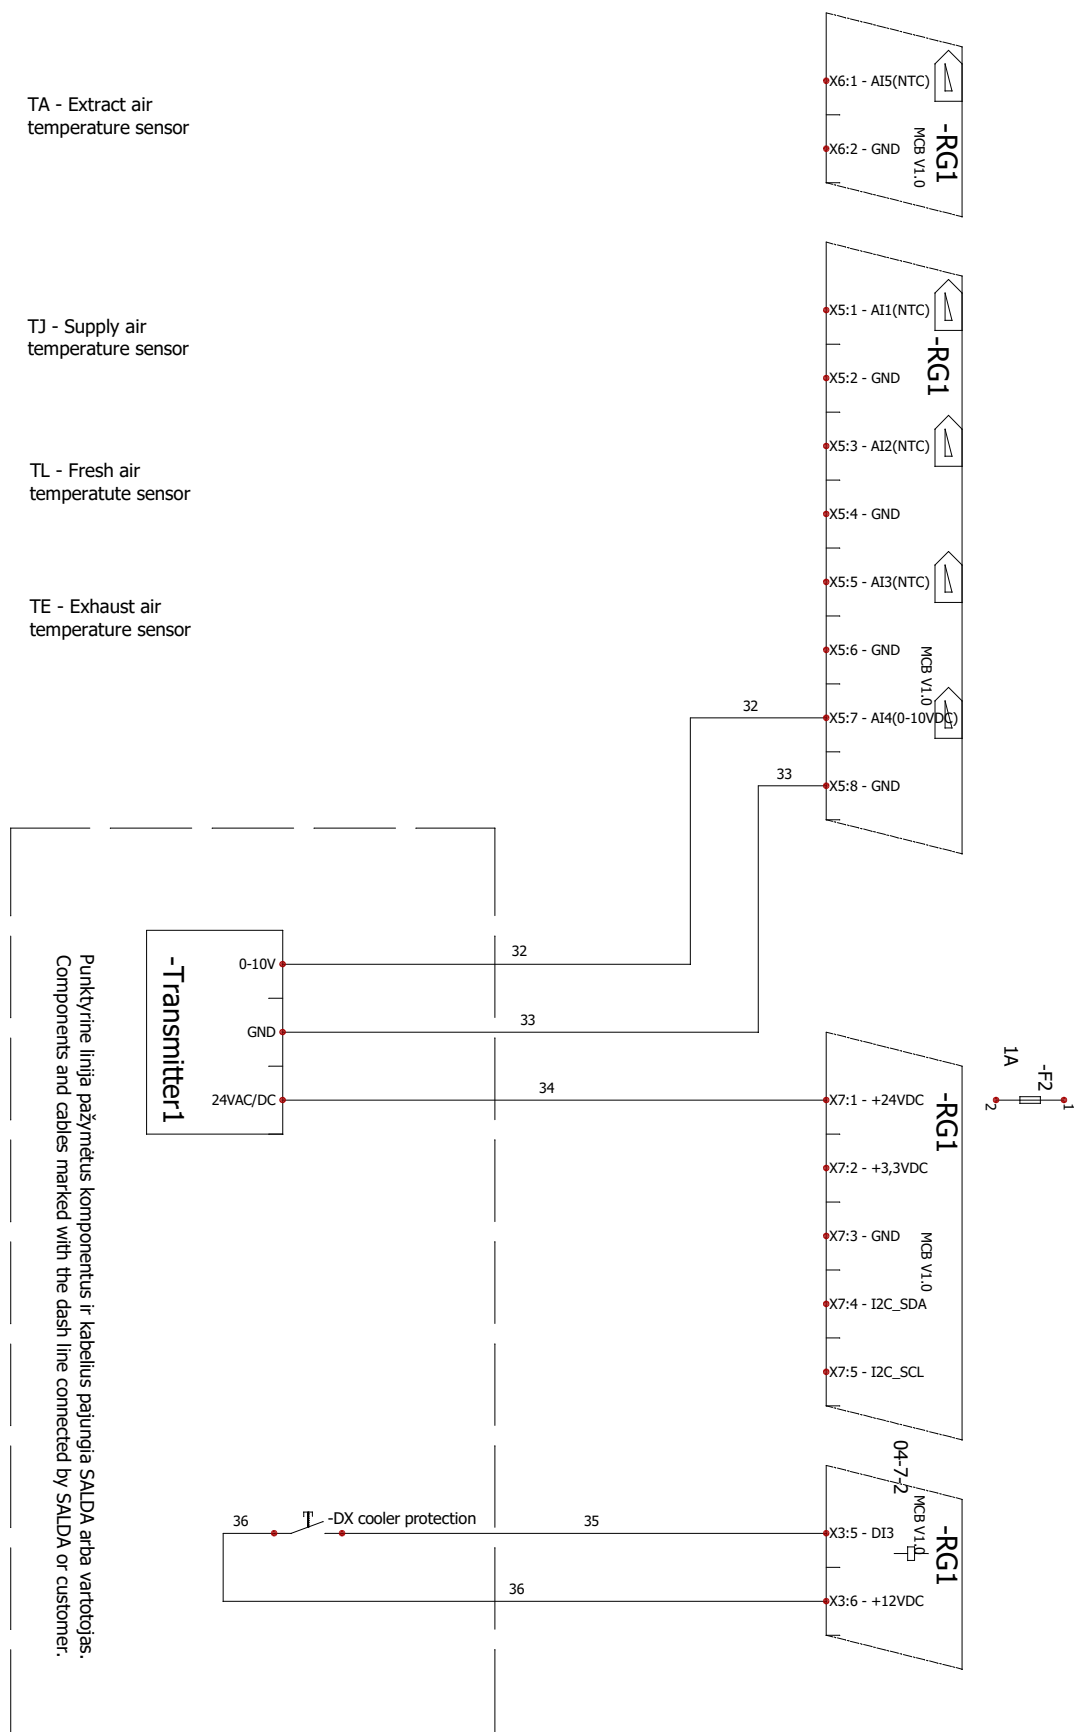 TA - Extract air
temperature sensor
X6:1 - AI5(NTC)
X6:2 - GND
-RG1
MCB V1.0
TJ - Supply air
temperature sensor
TL - Fresh air
temperatute sensor
TE - Exhaust air
temperature sensor
X5:1 - AI1(NTC)
X5:2 - GND
X5:3 - AI2(NTC)
X5:4 - GND
X5:5 - AI3(NTC)
X5:6 - GND
X5:7 - AI4(0-10VDC)
X5:8 - GND
-RG1
MCB V1.0
32
33
-Transmitter1
0-10V
GND
24VAC/DC
32
33
34
X7:1 - +24VDC
X7:2 - +3,3VDC
X7:3 - GND
X7:4 - I2C_SDA
X7:5 - I2C_SCL
-RG1
MCB V1.0
-F2
1A
1
2
36
-DX cooler protection
35
36
X3:5 - DI3
X3:6 - +12VDC
04-7-2
-RG1
MCB V1.0
Punktyrine linija pažymėtus komponentus ir kabelius pajungia SALDA arba vartotojas.
Components and cables marked with the dash line connected by SALDA or customer.